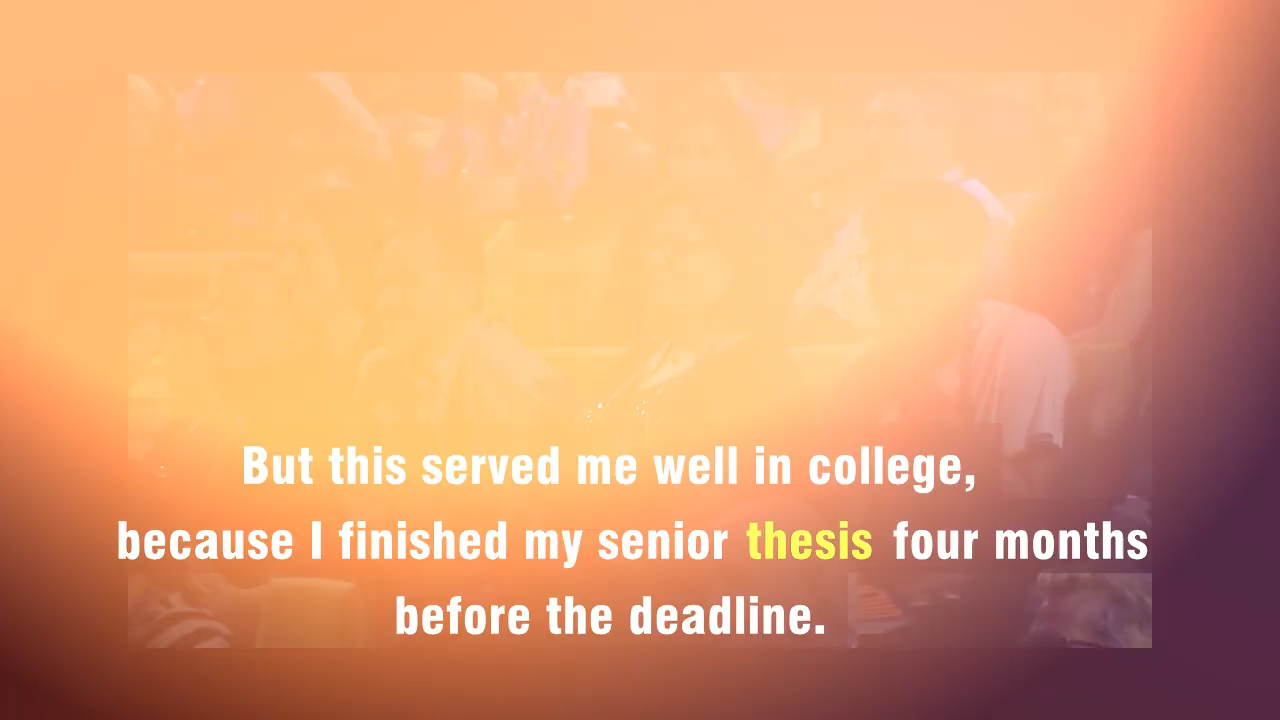 But this served me well in college,
because I finished my senior thesis four months
before the deadline.